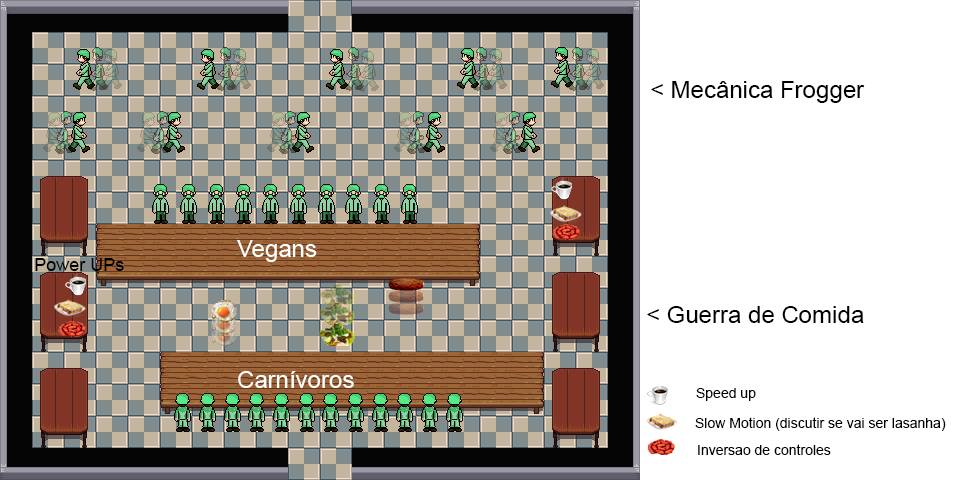 < Mecânica Frogger
Vegans
Power UPs
< Guerra de Comida
Carnívoros
Speed up
Slow Motion (discutir se vai ser lasanha)
Inversao de controles